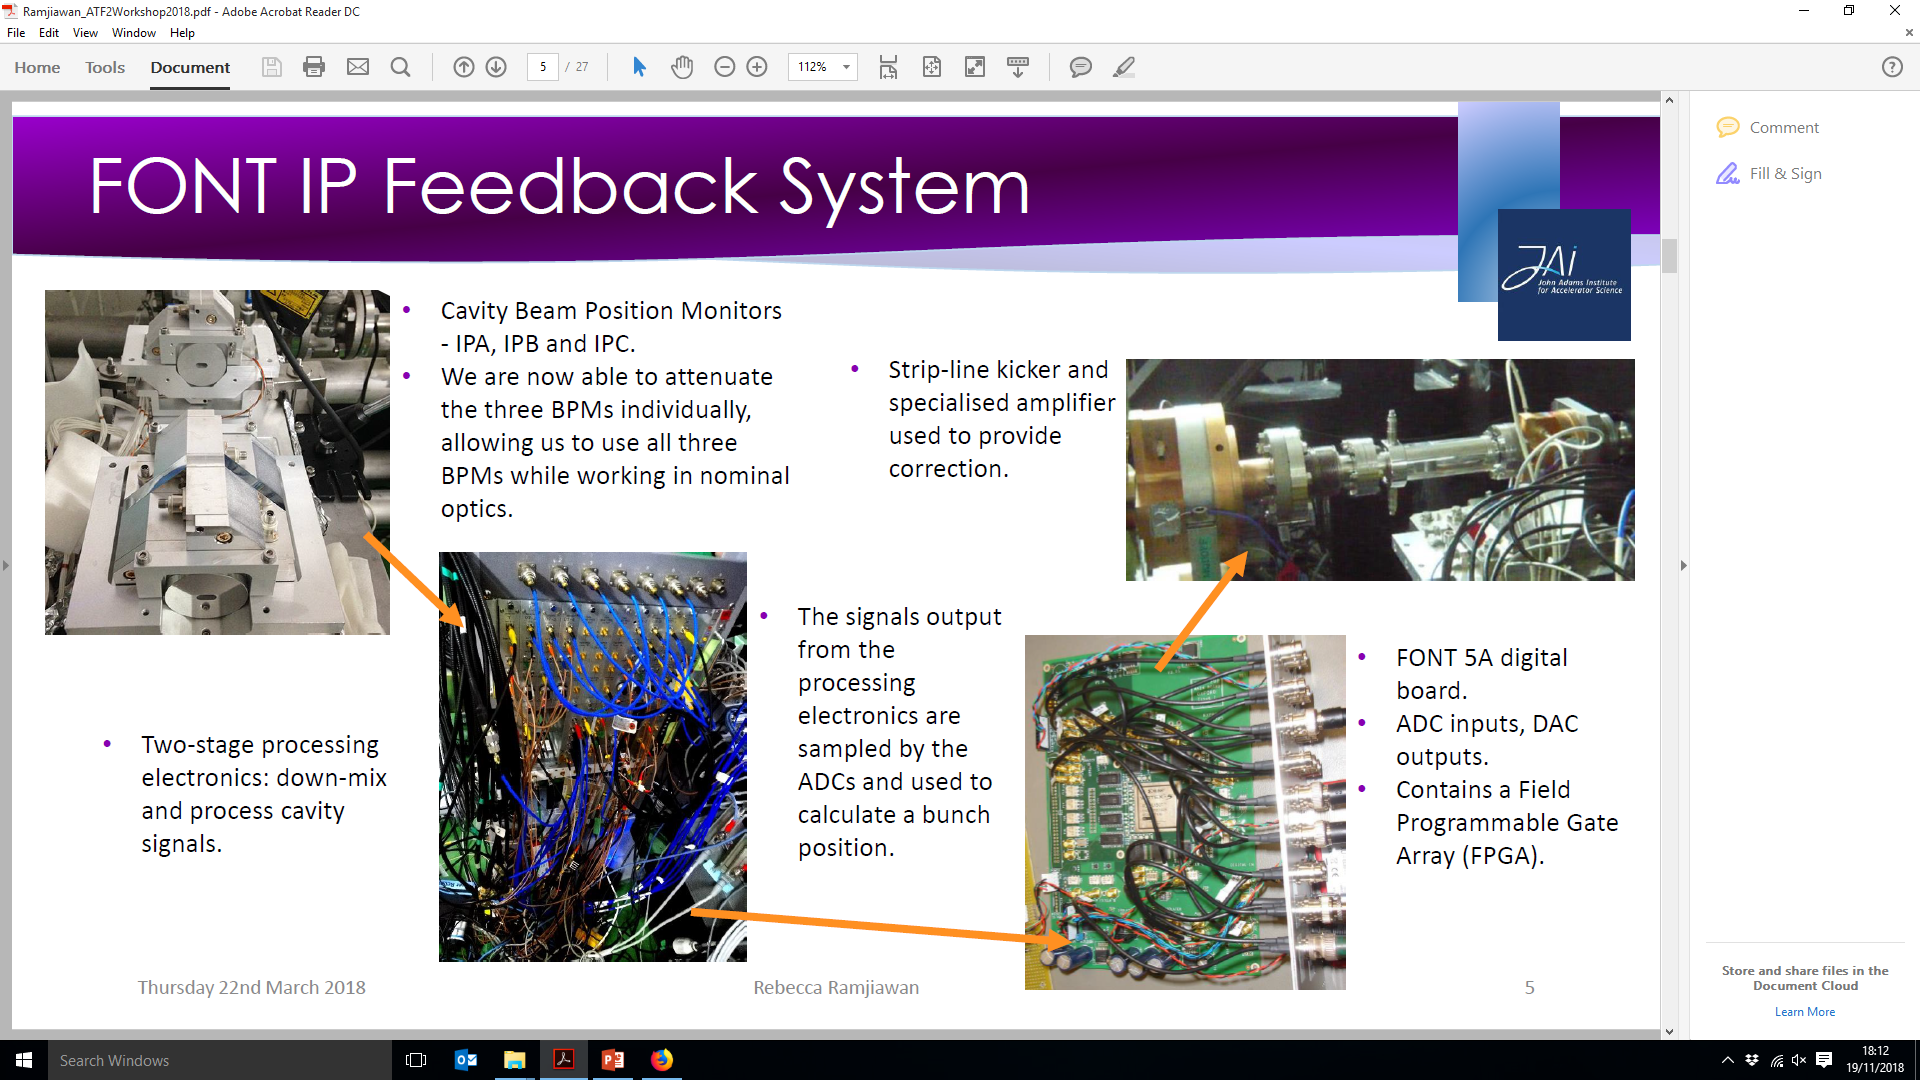 Ramjiawan_ATF2Workshop2018.pdf - Adobe Acrobat Reader DC
File Edit View Window Help
Home Tools Document 5 / 27 112%
FONT IP Feedback System
JAi
John Adams Institute
for Accelerator Science
Comment
Fill & Sign
• Cavity Beam Position Monitors
- IPA, IPB and IPC.
• We are now able to attenuate
the three BPMs individually,
allowing us to use all three
BPMs while working in nominal
optics.
• Strip-line kicker and
specialised amplifier
used to provide
correction.
• Two-stage processing
electronics: down-mix
and process cavity
signals.
• The signals output
from the
processing
electronics are
sampled by the
ADCs and used to
calculate a bunch
position.
• FONT 5A digital
board.
• ADC inputs, DAC
outputs.
• Contains a Field
Programmable Gate
Array (FPGA).
Thursday 22nd March 2018 Rebecca Ramjiawan 5
Store and share files in the
Document Cloud
Learn More
Search Windows
18:12
19/11/2018